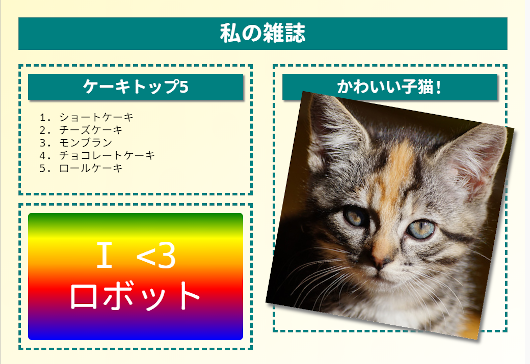 私の雑誌
ケーキトップ5
1. ショートケーキ
2. チーズケーキ
3. モンブラン
4. チョコレートケーキ
5. ロールケーキ
I <3
ロボット
かわいい子猫!